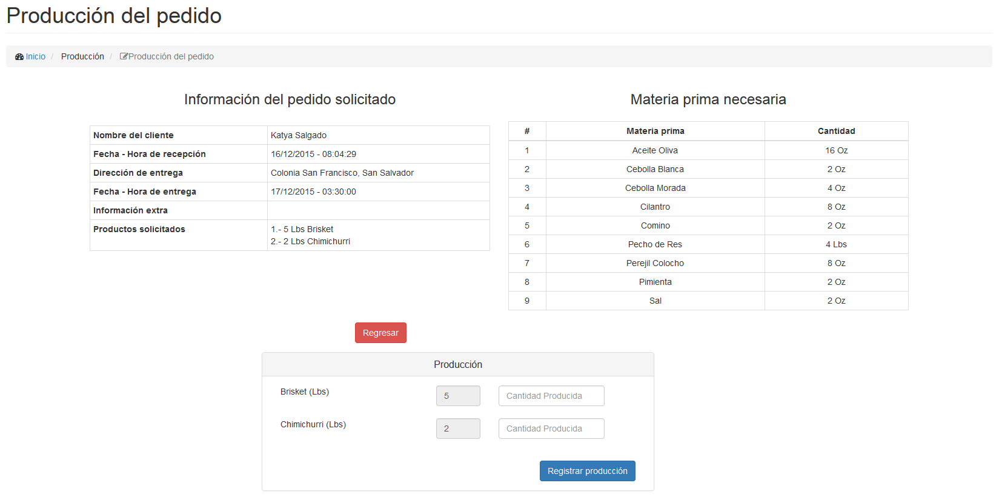 Producción del pedido
Inicio / Producción / Producción del pedido
Información del pedido solicitado
Nombre del cliente Katya Salgado
Fecha - Hora de recepción 16/12/2015 - 08:04:29
Dirección de entrega Colonia San Francisco, San Salvador
Fecha - Hora de entrega 17/12/2015 - 03:30:00
Información extra
Productos solicitados 1.- 5 Lbs Brisket
2.- 2 Lbs Chimichurri
Materia prima necesaria
# Materia prima Cantidad
1 Aceite Oliva 16 Oz
2 Cebolla Blanca 2 Oz
3 Cebolla Morada 4 Oz
4 Cilantro 8 Oz
5 Comino 2 Oz
6 Pecho de Res 4 Lbs
7 Perejil Colocho 8 Oz
8 Pimienta 2 Oz
9 Sal 2 Oz
Regresar
Producción
Brisket (Lbs) 5 Cantidad Producida
Chimichurri (Lbs) 2 Cantidad Producida
Registrar producción